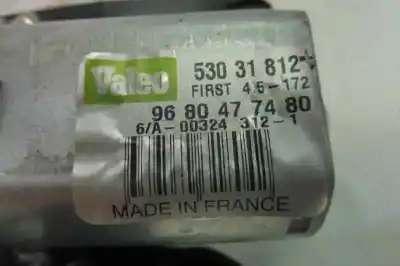 Valeo
530 31 812
FIRST 4.5-172
96 80 47 74 80
6/A-00324 312-1
MADE IN FRANCE